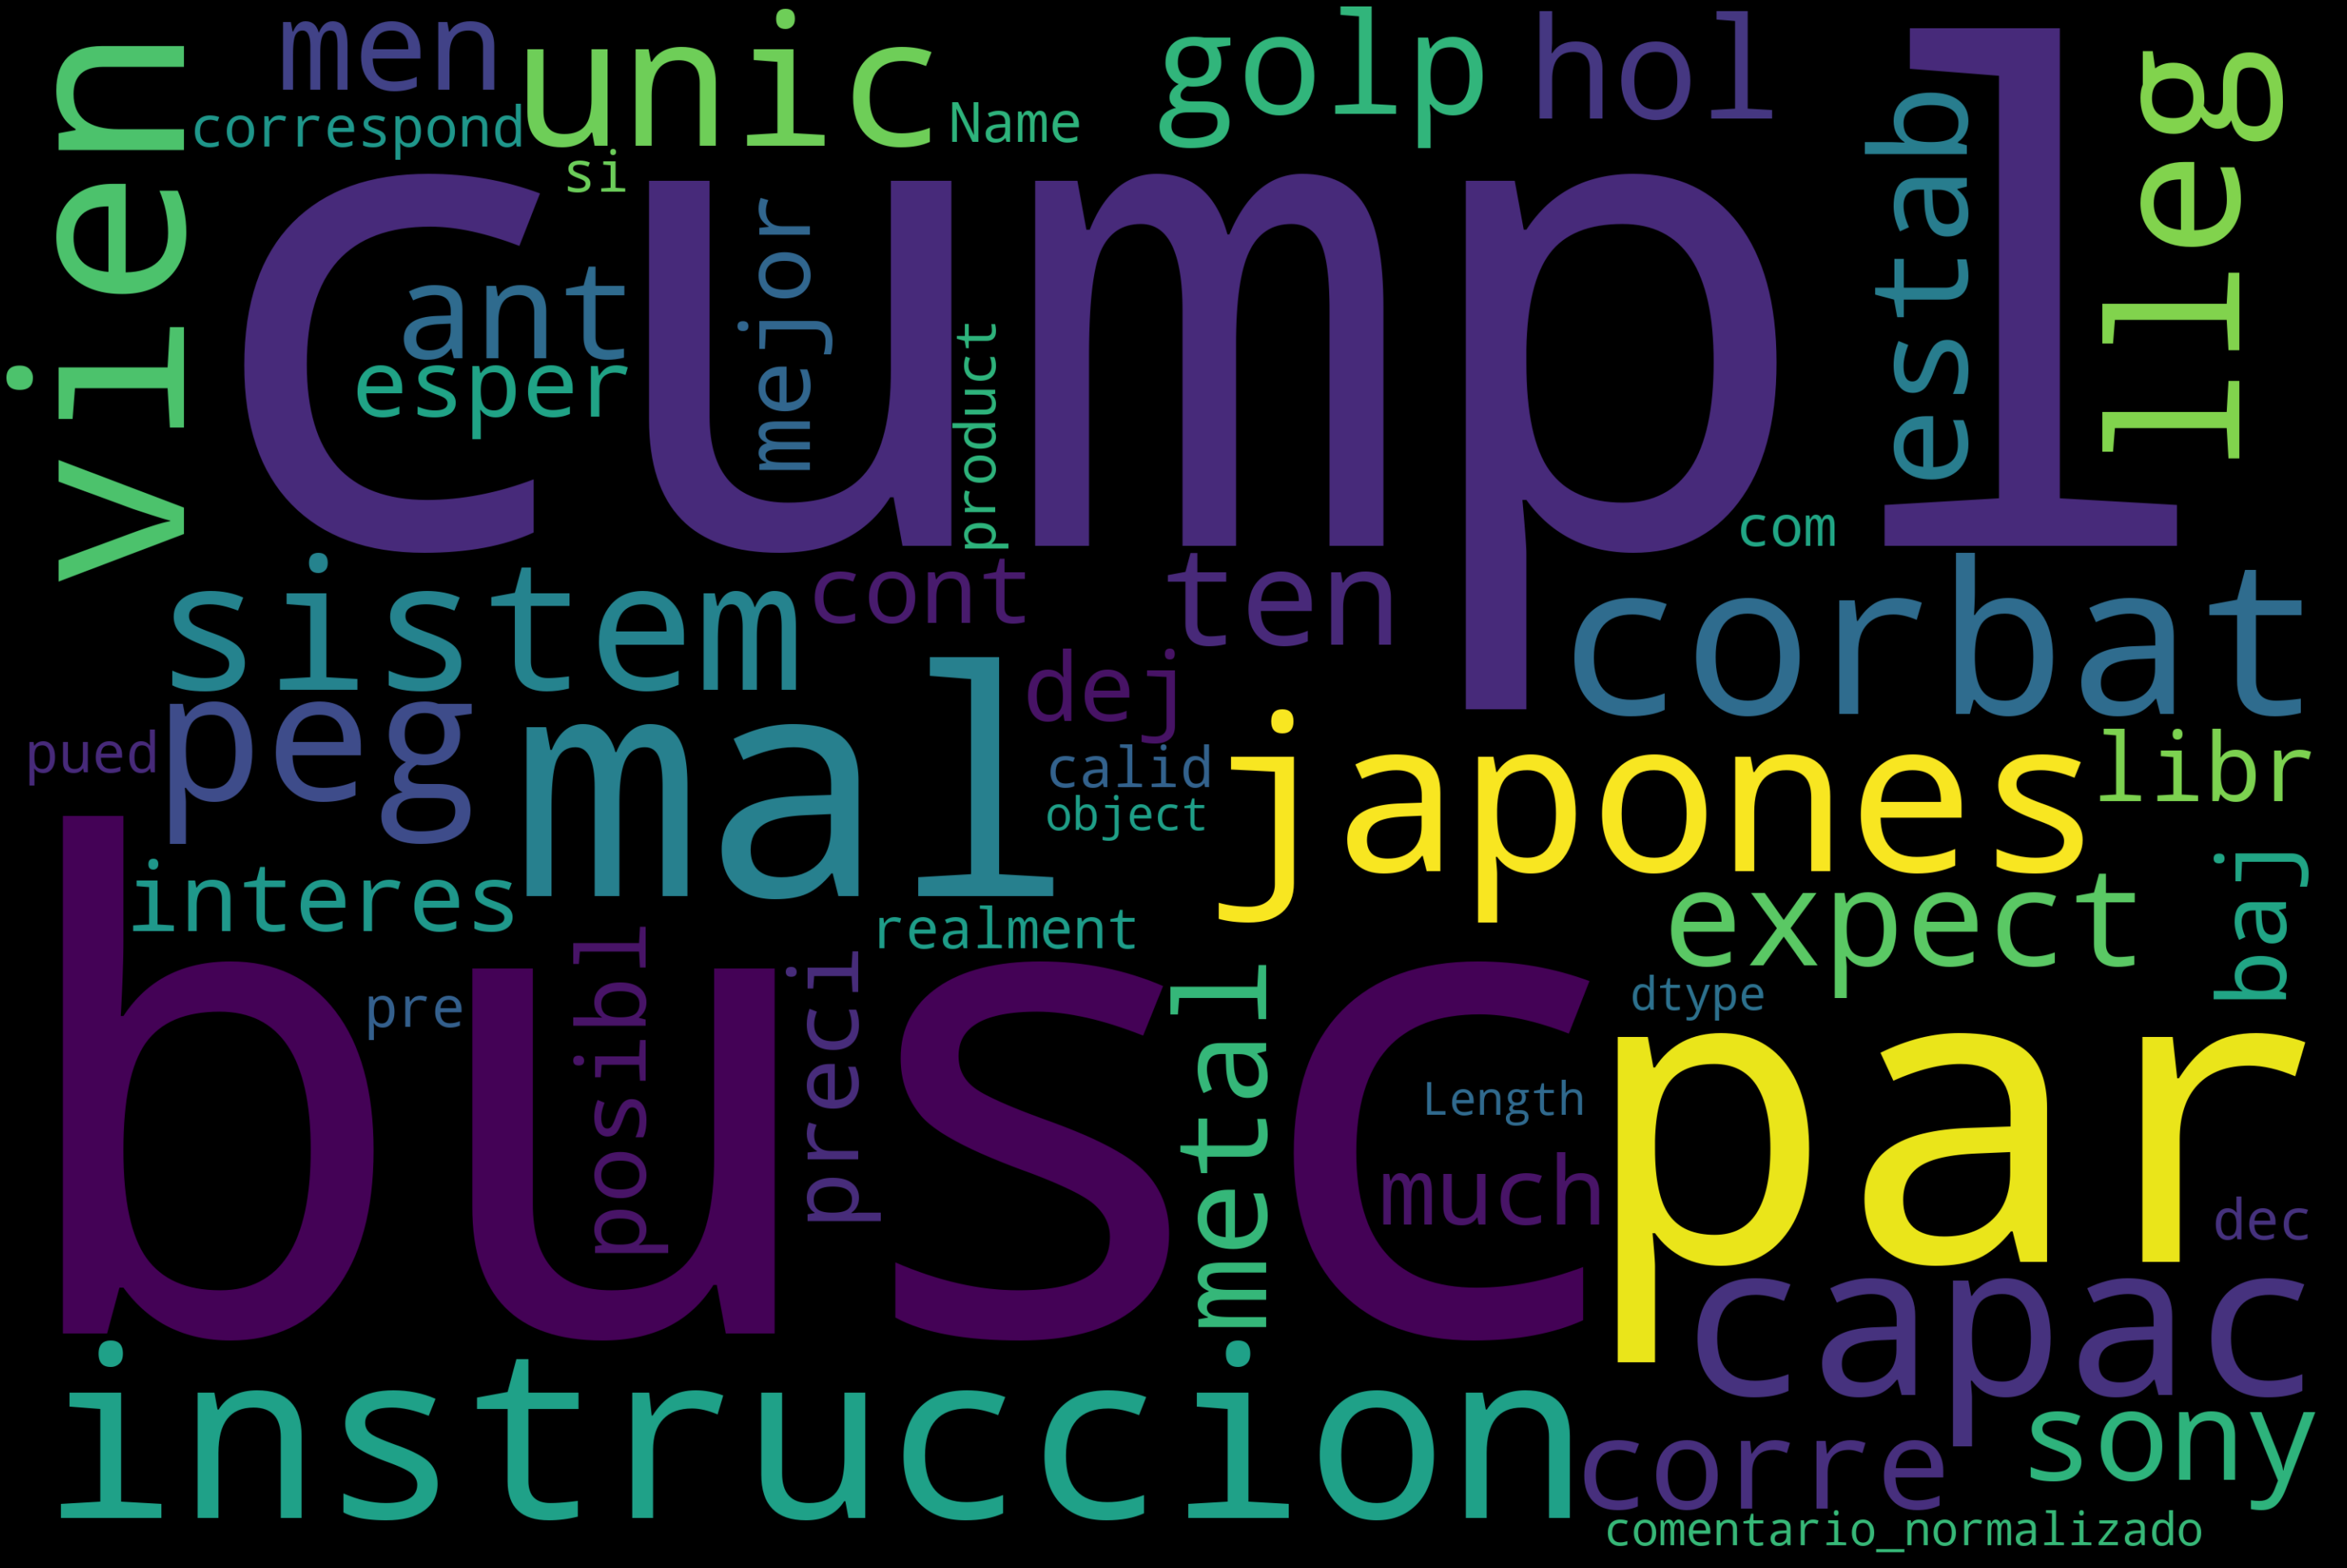 vien
men
unic
golp
hol
lleg
correspond
Name
si
estab
cumpl
ant
mejor
esper
product
com
sistem
cont
ten
corbat
dej
peg
mal
pued
calid
japones
libr
object
interes
realment
expect
baj
busc
posibl
preci
metal
pre
dtype
par
Length
much
dec
capac
instruccion
corre
sony
comentario_normalizado